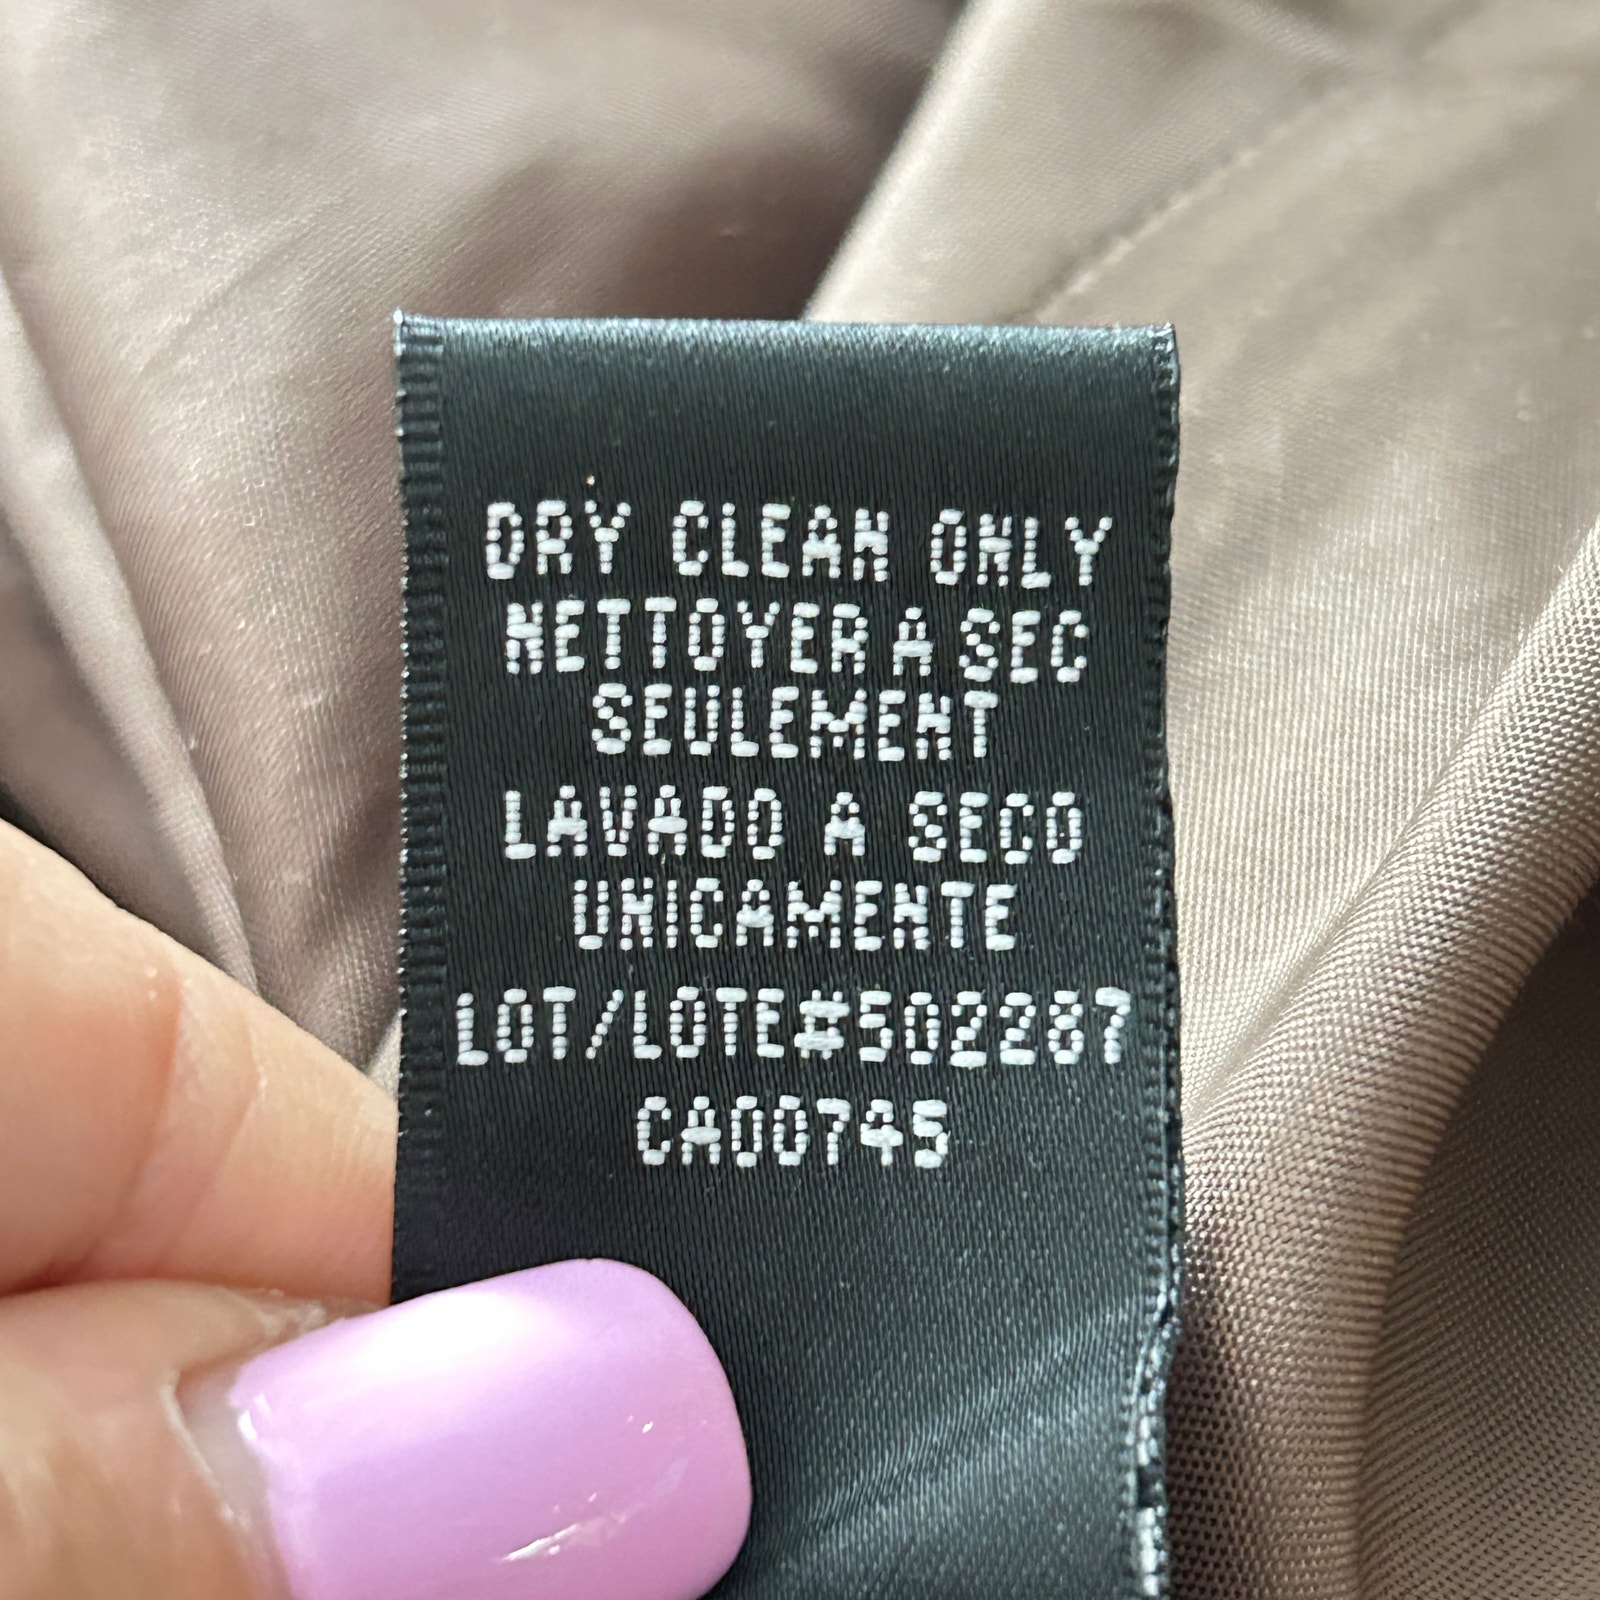 DRY CLEAN ONLY
NETTOYER A SEC
SEULEMENT
LAVADO A SECO
UNICAMENTE
LOT/LOTE#502287
CA00745